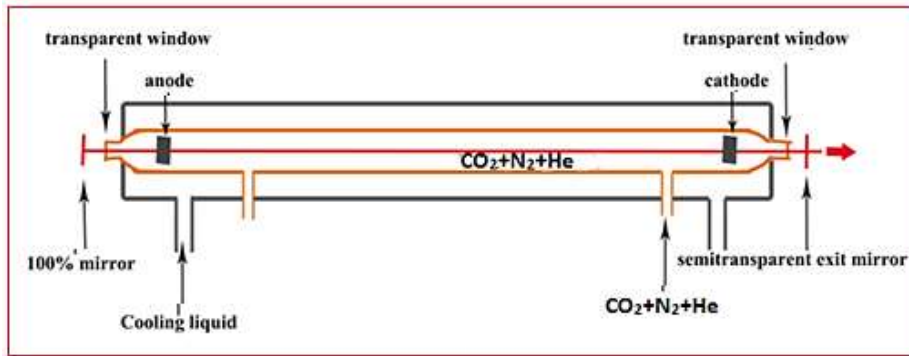 transparent window
transparent window
anode
cathode
CO₂+N₂+He
100% mirror
semitransparent exit mirror
Cooling liquid
CO₂+N₂+He